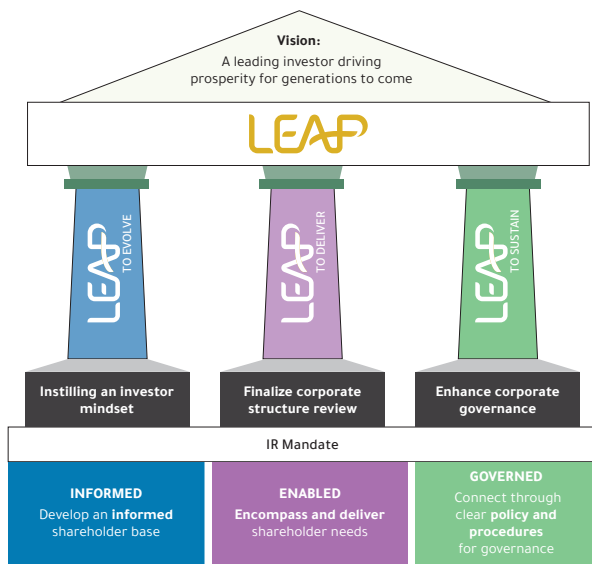 Vision:
A leading investor driving
prosperity for generations to come
LEAP
LEAP
TO EVOLVE
LEAP
TO DELIVER
LEAP
TO SUSTAIN
Instilling an investor
mindset
Finalize corporate
structure review
Enhance corporate
governance
IR Mandate
INFORMED
Develop an informed
shareholder base
ENABLED
Encompass and deliver
shareholder needs
GOVERNED
Connect through
clear policy and
procedures
for governance